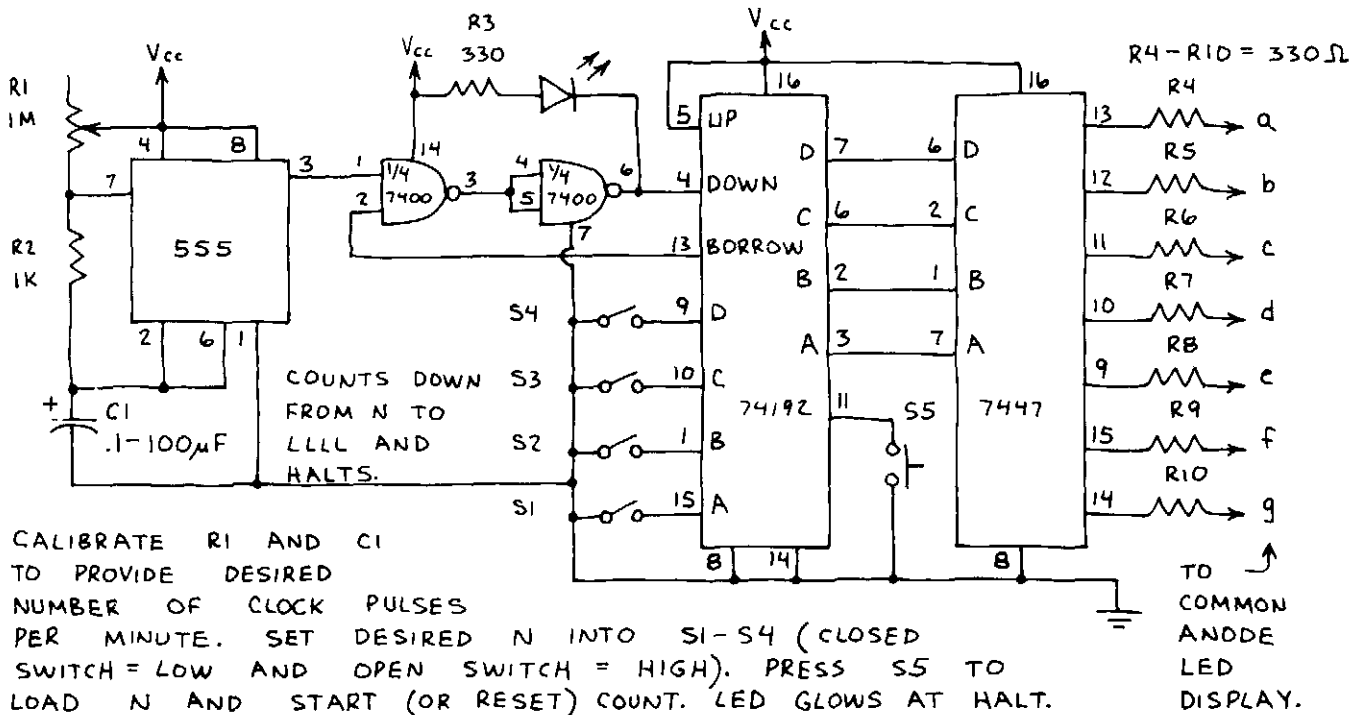 Vcc
R3
330
Vcc
Vcc
R4-R10 = 330Ω
R1
1M
4
8
14
16
16
5
UP
13
R4
a
7
3
1
1/4
7400
2
3
4
1/4
7400
5
6
7
4
DOWN
D
7
6
D
12
R5
b
R2
1K
555
13
BORROW
C
6
2
C
11
R6
c
2
6
1
S4
9
D
B
2
1
B
10
R7
d
A
3
7
A
+
C1
.1-100µF
COUNTS DOWN
FROM N TO
LLLL AND
HALTS.
S3
10
C
74192
11
S5
7447
9
R8
e
S2
1
B
15
R9
f
S1
15
A
14
R10
g
8
14
8
CALIBRATE R1 AND C1
TO PROVIDE DESIRED
NUMBER OF CLOCK PULSES
PER MINUTE. SET DESIRED N INTO S1-S4 (CLOSED
SWITCH = LOW AND OPEN SWITCH = HIGH). PRESS S5 TO
LOAD N AND START (OR RESET) COUNT. LED GLOWS AT HALT.
TO
COMMON
ANODE
LED
DISPLAY.